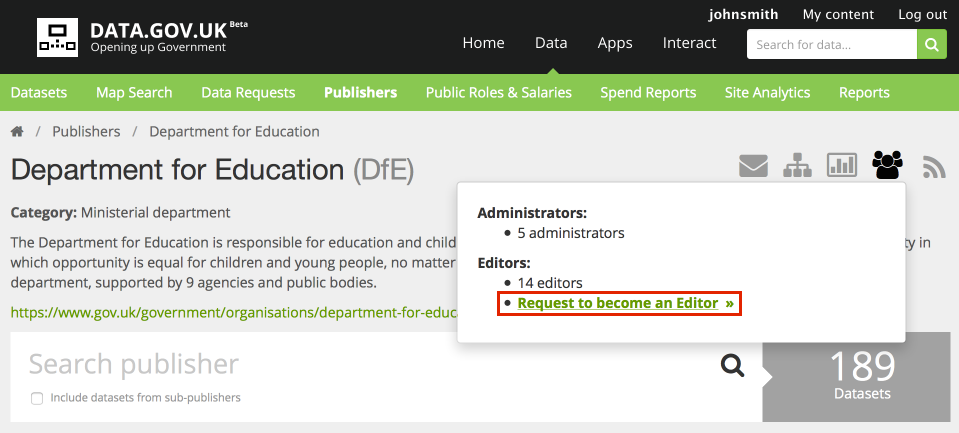 johnsmith My content Log out
DATA.GOV.UK Beta
Opening up Government
Home Data Apps Interact Search for data...
Datasets Map Search Data Requests Publishers Public Roles & Salaries Spend Reports Site Analytics Reports
/ Publishers / Department for Education
Department for Education (DfE)
Category: Ministerial department
The Department for Education is responsible for education and child
ty in
which opportunity is equal for children and young people, no matter
department, supported by 9 agencies and public bodies.
https://www.gov.uk/government/organisations/department-for-educ
Administrators:
• 5 administrators
Editors:
• 14 editors
• Request to become an Editor »
Search publisher
Include datasets from sub-publishers
189
Datasets